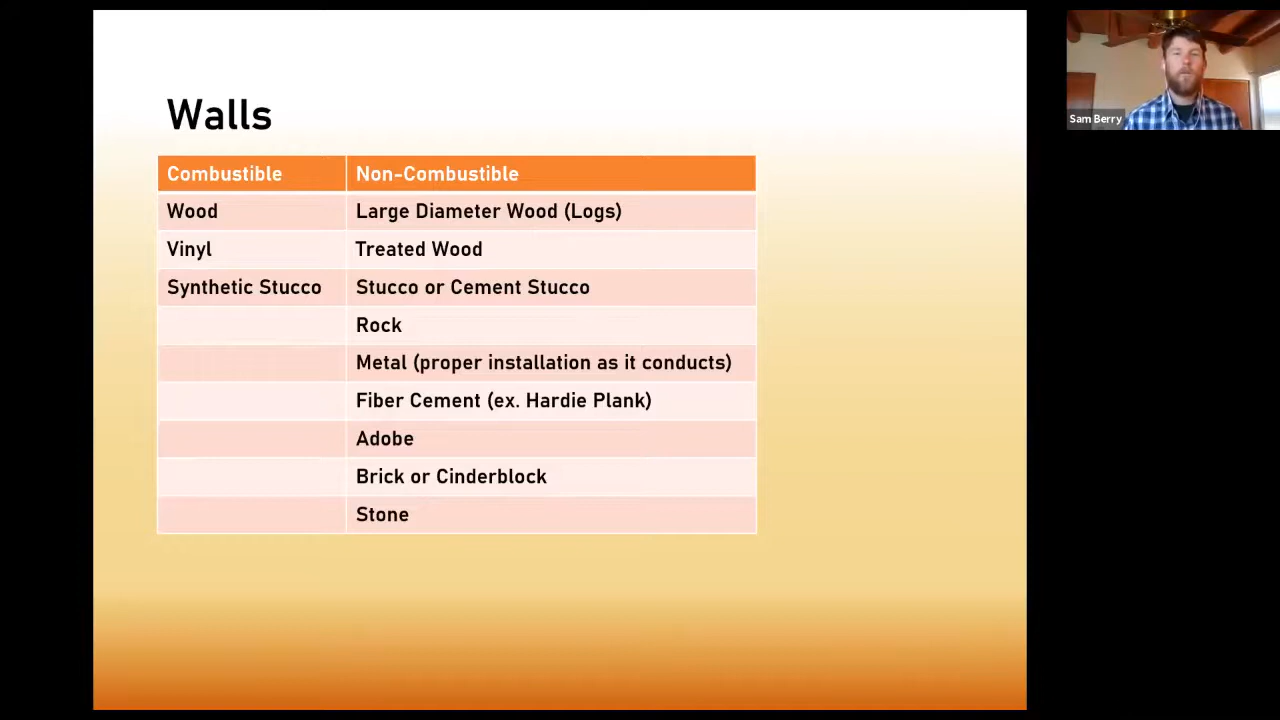 Walls
Combustible Non-Combustible
Wood Large Diameter Wood (Logs)
Vinyl Treated Wood
Synthetic Stucco Stucco or Cement Stucco
Rock
Metal (proper installation as it conducts)
Fiber Cement (ex. Hardie Plank)
Adobe
Brick or Cinderblock
Stone
Sam Berry